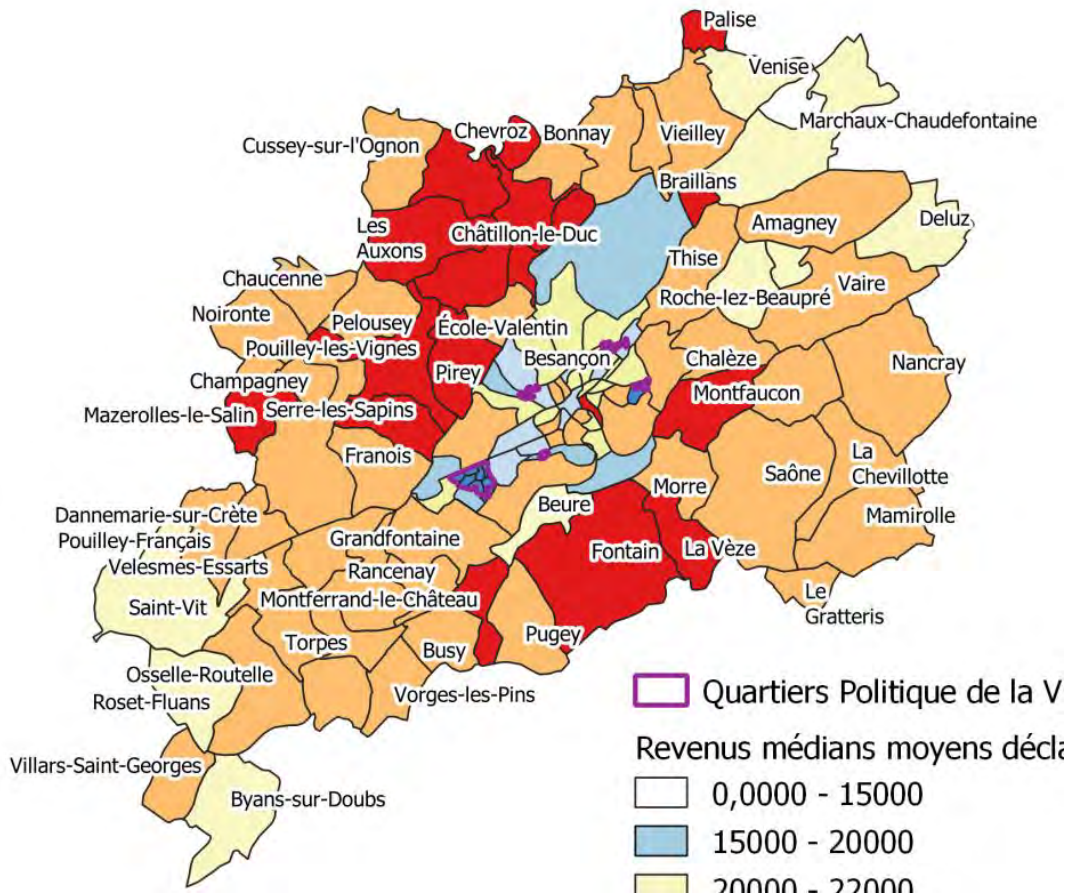 Palise
Venise
Marchaux-Chaudefontaine
Chevroz
Bonnay
Vieilley
Cussey-sur-l'Ognon
Braillans
Les
Auxons
Châtillon-le-Duc
Amagney
Deluz
Thise
Chaucenne
Roche-lez-Beaupré
Vaire
Noironte
Pelousey
École-Valentin
Pouilley-les-Vignes
Besançon
Chalèze
Nancray
Champagney
Pirey
Montfaucon
Mazerolles-le-Salin
Serre-les-Sapins
Franois
Saône
La
Chevillotte
Morre
Beure
Dannemarie-sur-Crète
Mamirolle
Pouilley-Français
Grandfontaine
Fontain
La Vèze
Velesmes-Essarts
Rancenay
Saint-Vit
Montferrand-le-Château
Le
Gratteris
Torpes
Busy
Pugey
Osselle-Routelle
Roset-Fluans
Vorges-les-Pins
Quartiers Politique de la V
Revenus médians moyens décla
Villars-Saint-Georges
Byans-sur-Doubs
0,0000 - 15000
15000 - 20000
20000 - 22000